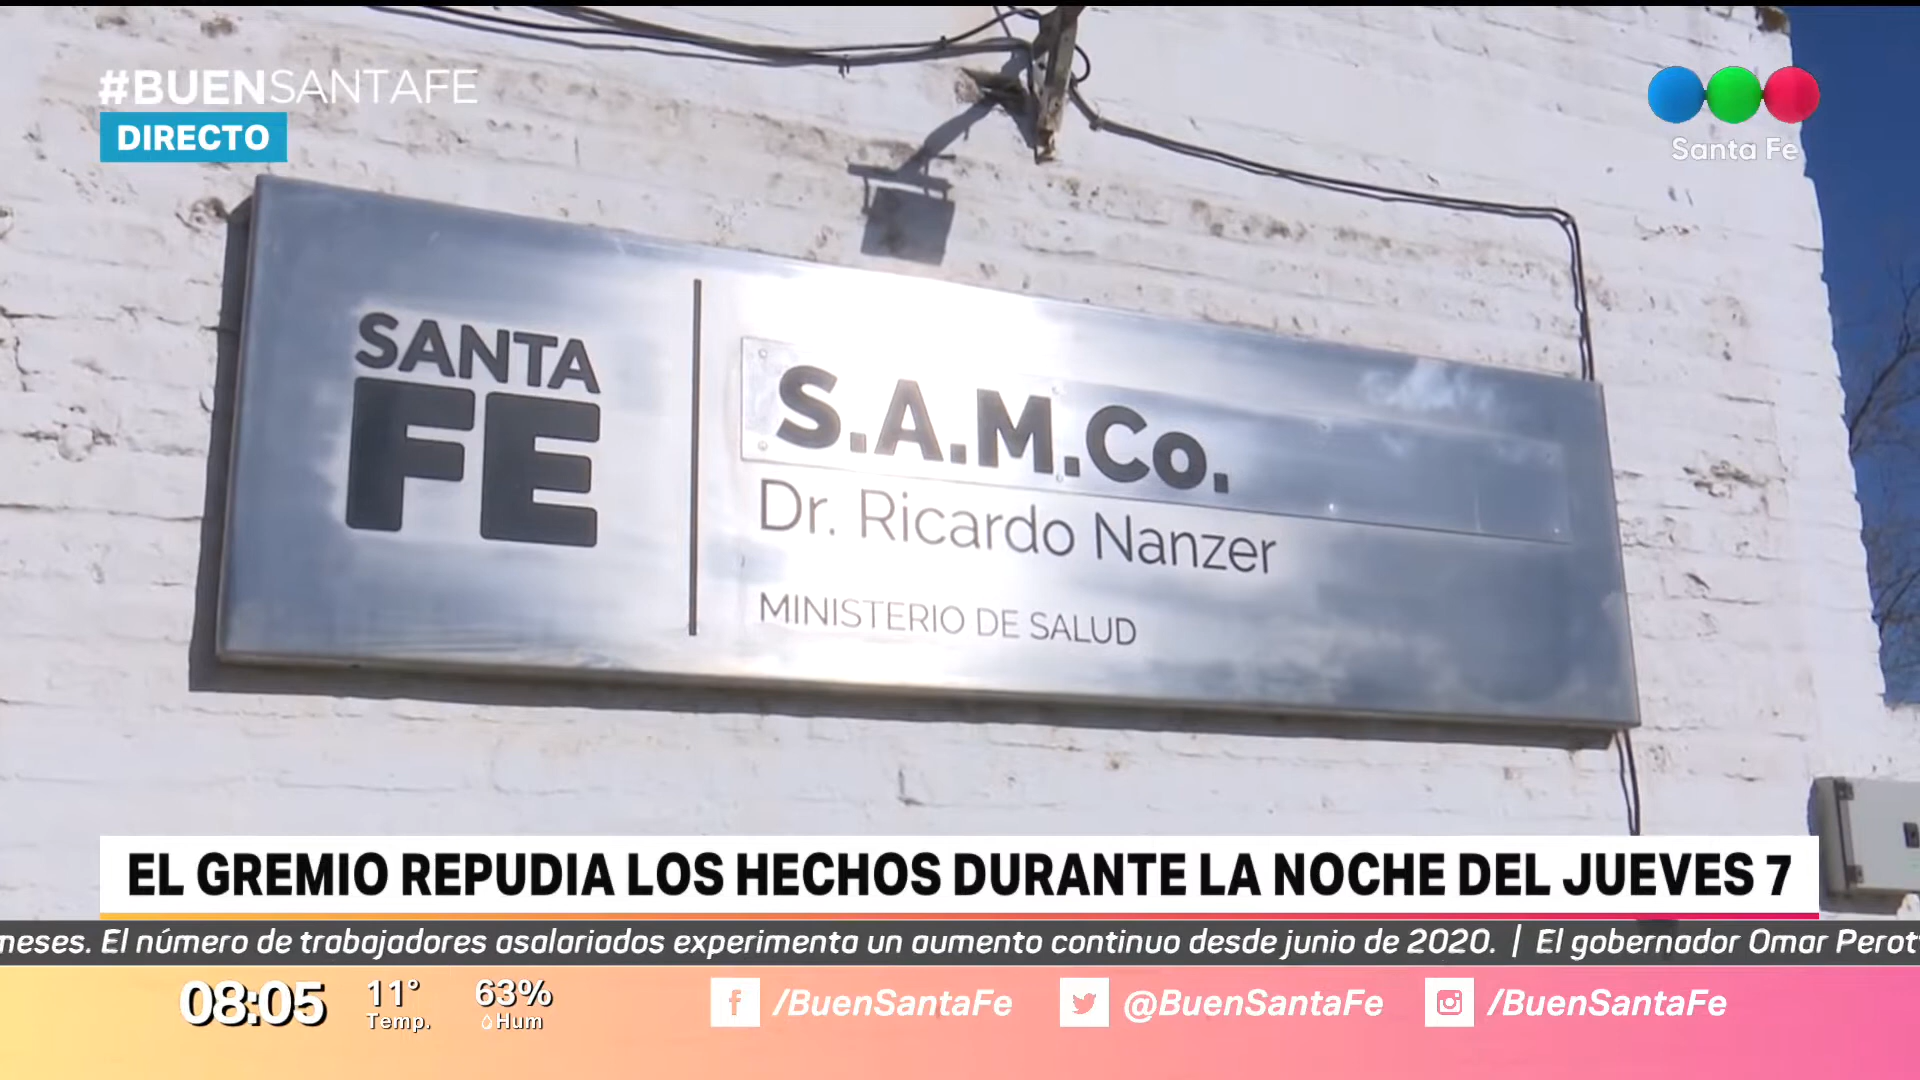 #BUENSANTAFE
DIRECTO
Santa Fe
SANTA
FE
S.A.M.Co.
Dr. Ricardo Nanzer
MINISTERIO DE SALUD
EL GREMIO REPUDIA LOS HECHOS DURANTE LA NOCHE DEL JUEVES 7
meses. El número de trabajadores asalariados experimenta un aumento continuo desde junio de 2020. | El gobernador Omar Perot
08:05 11° Temp. 63% Hum /BuenSantaFe @BuenSantaFe /BuenSantaFe